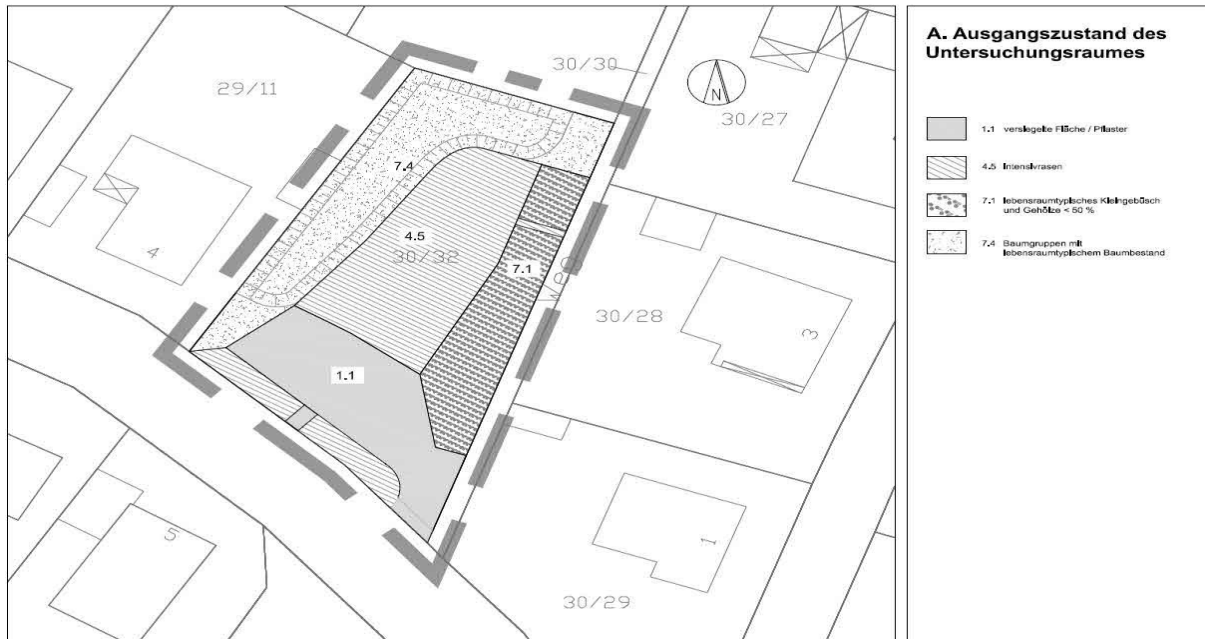 30/30
29/11
N
30/27
7.4
4.5
30/32
7.1
4
30/28
3
1.1
5
1
30/29
A. Ausgangszustand des
Untersuchungsraumes
1.1 versiegelte Fläche / Pflaster
4.5 Intensivrasen
7.1 lebensraumtypisches Kleingebüsch
und Gehölze < 50 %
7.4 Baumgruppen mit
lebensraumtypischem Baumbestand